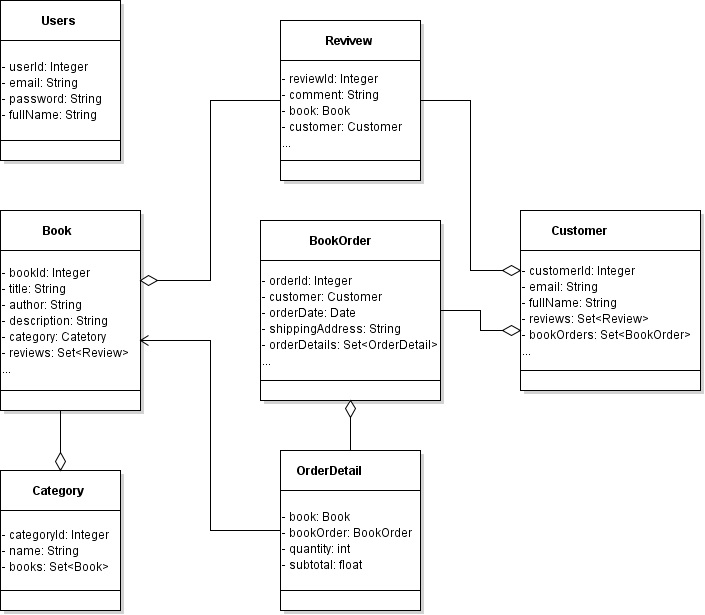 Users
- userId: Integer
- email: String
- password: String
- fullName: String
Revivew
- reviewId: Integer
- comment: String
- book: Book
- customer: Customer
...
Book
- bookId: Integer
- title: String
- author: String
- description: String
- category: Catetory
- reviews: Set<Review>
...
BookOrder
- orderId: Integer
- customer: Customer
- orderDate: Date
- shippingAddress: String
- orderDetails: Set<OrderDetail>
...
Customer
- customerId: Integer
- email: String
- fullName: String
- reviews: Set<Review>
- bookOrders: Set<BookOrder>
...
Category
- categoryId: Integer
- name: String
- books: Set<Book>
OrderDetail
- book: Book
- bookOrder: BookOrder
- quantity: int
- subtotal: float